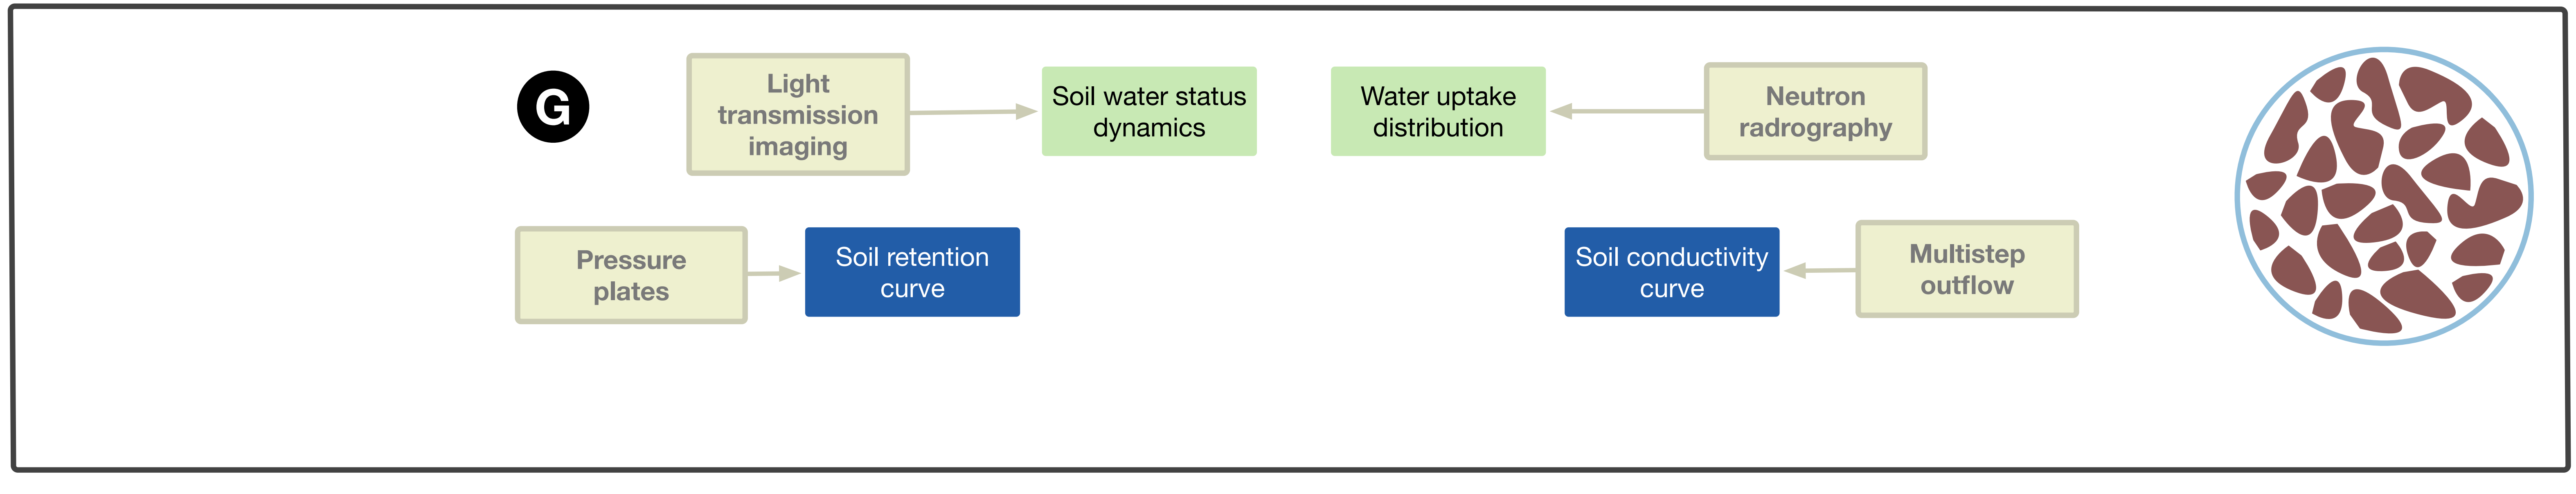 G
Light
transmission
imaging
Soil water status
dynamics
Water uptake
distribution
Neutron
radrography
Pressure
plates
Soil retention
curve
Soil conductivity
curve
Multistep
outflow